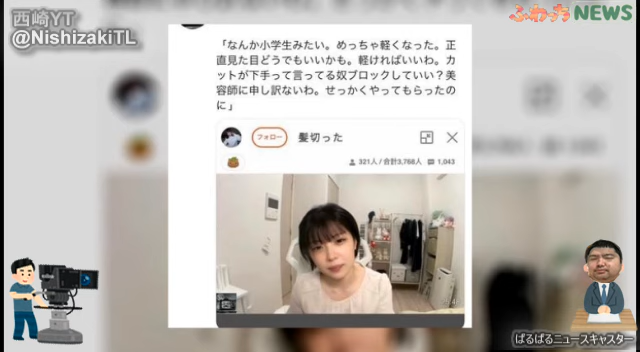 西崎YT
@NishizakiTL
ふわっちNEWS
「なんか小学生みたい。めっちゃ軽くなった。正
直見た目どうでもいいかも。軽ければいいわ。カ
ットが下手って言ってる奴ブロックしていい？美
容師に申し訳ないわ。せっかくやってもらったの
に」
フォロー 髪切った
321人 / 合計3,768人 1,043
ぱるぱるニュースキャスター